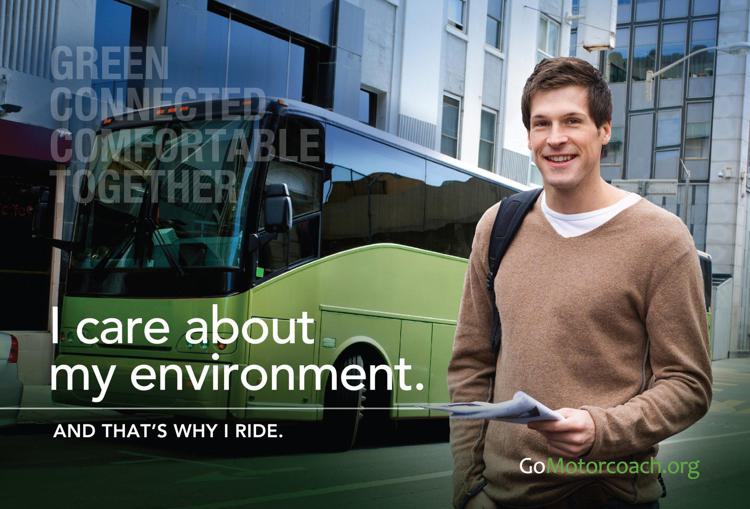 GREEN
CONNECTED
COMFORTABLE
TOGETHER
I care about
my environment.
AND THAT'S WHY I RIDE.
GoMotorcoach.org